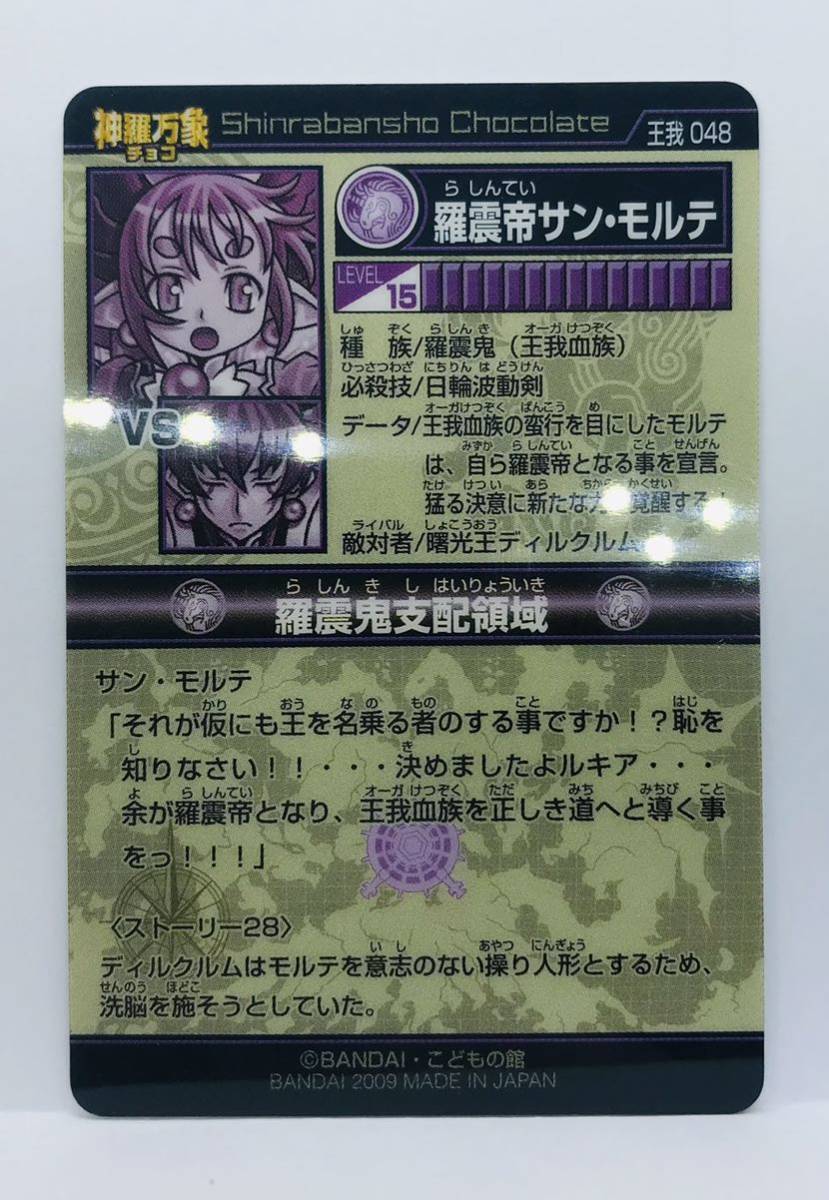 神羅万象チョコ Shinrabansho Chocolate 王我 048
らしんてい
羅震帝サン・モルテ
LEVEL 15
VS
しゅ ぞく らしんき オーガけつぞく
種 族/羅震鬼(王我血族)
ひっさつわざ にちりんはどうけん
必殺技/日輪波動剣
オーガけつぞく ばんこう め
データ/王我血族の蛮行を目にしたモルテ
みずか らしんてい こと せんげん
は、自ら羅震帝となる事を宣言。
たけ けつい あら ちから かくせい
猛る決意に新たな 覚醒する!
ライバル しょこうおう
敵対者/曙光王ディルクルム
らしんきしはいりょういき
羅震鬼支配領域
サン・モルテ
かり おう なの もの こと はじ
「それが仮にも王を名乗る者のする事ですか!?恥を
し き
知りなさい!!・・・決めましたよルキア・・・
よ らしんてい オーガけつぞく ただ みち みちび こと
余が羅震帝となり、王我血族を正しき道へと導く事
をっ!!!」
〈ストーリー28〉
いし あやつ にんぎょう
ディルクルムはモルテを意志のない操り人形とするため、
せんのう ほどこ
洗脳を施そうとしていた。
©BANDAI・こどもの館
BANDAI 2009 MADE IN JAPAN